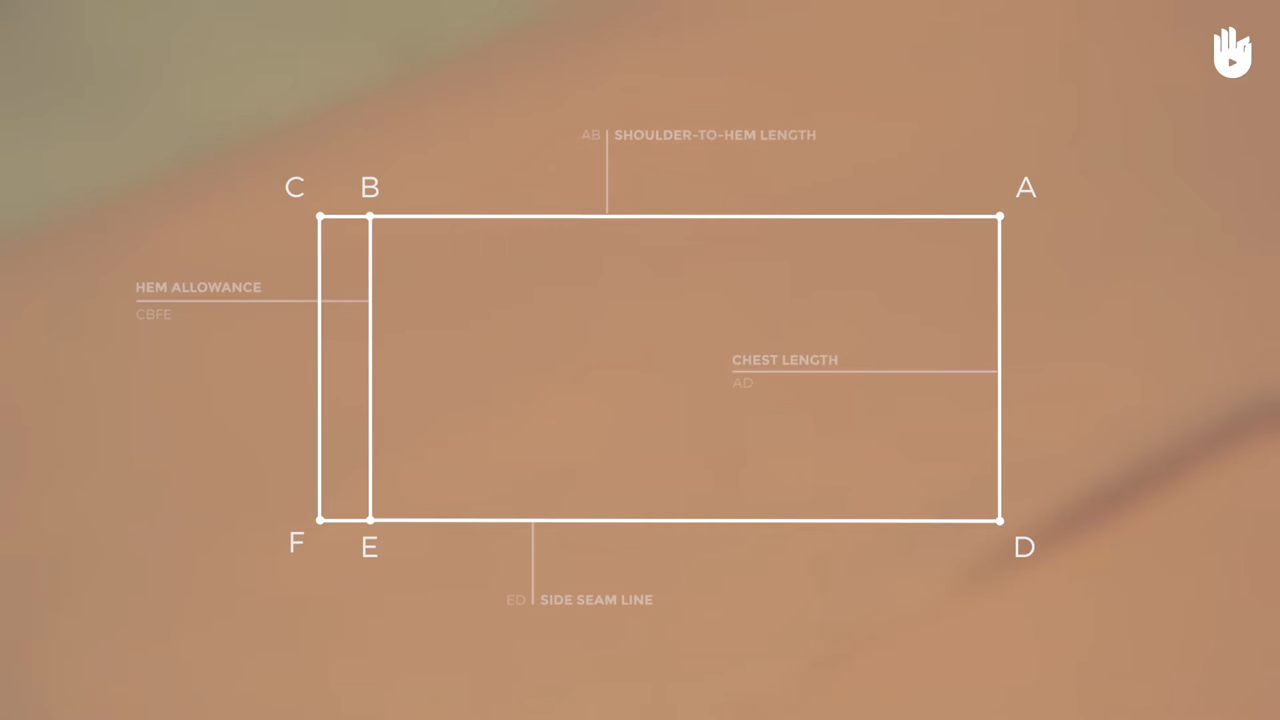 AB SHOULDER-TO-HEM LENGTH
C B A
HEM ALLOWANCE
CBFE
CHEST LENGTH
AD
F E D
ED SIDE SEAM LINE